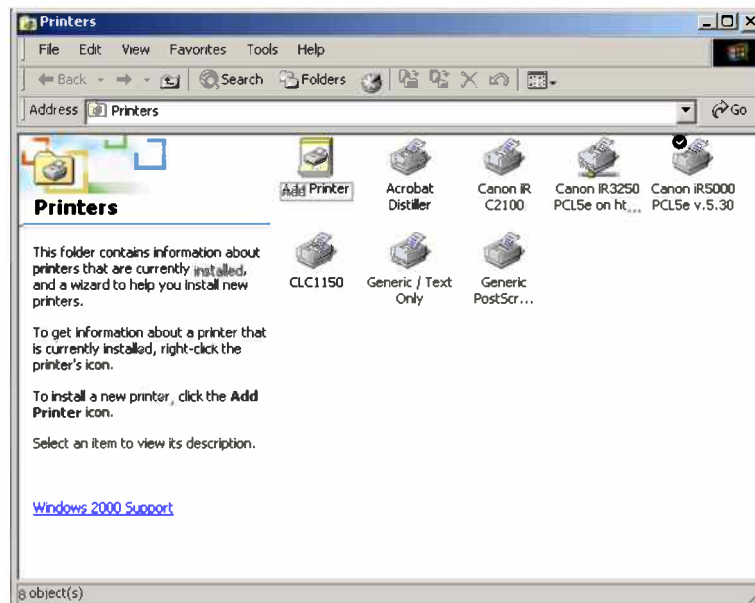 Printers
File Edit View Favorites Tools Help
Back Search Folders
Address Printers Go
Printers
This folder contains information about
printers that are currently installed,
and a wizard to help you install new
printers.
To get information about a printer that
is currently installed, right-click the
printer's icon.
To install a new printer, click the Add
Printer icon.
Select an item to view its description.
Windows 2000 Support
Add Printer
Acrobat
Distiller
Canon iR
C2100
Canon iR3250
PCL5e on ht...
Canon iR5000
PCL5e v.5.30
CLC1150
Generic / Text
Only
Generic
PostScr...
8 object(s)